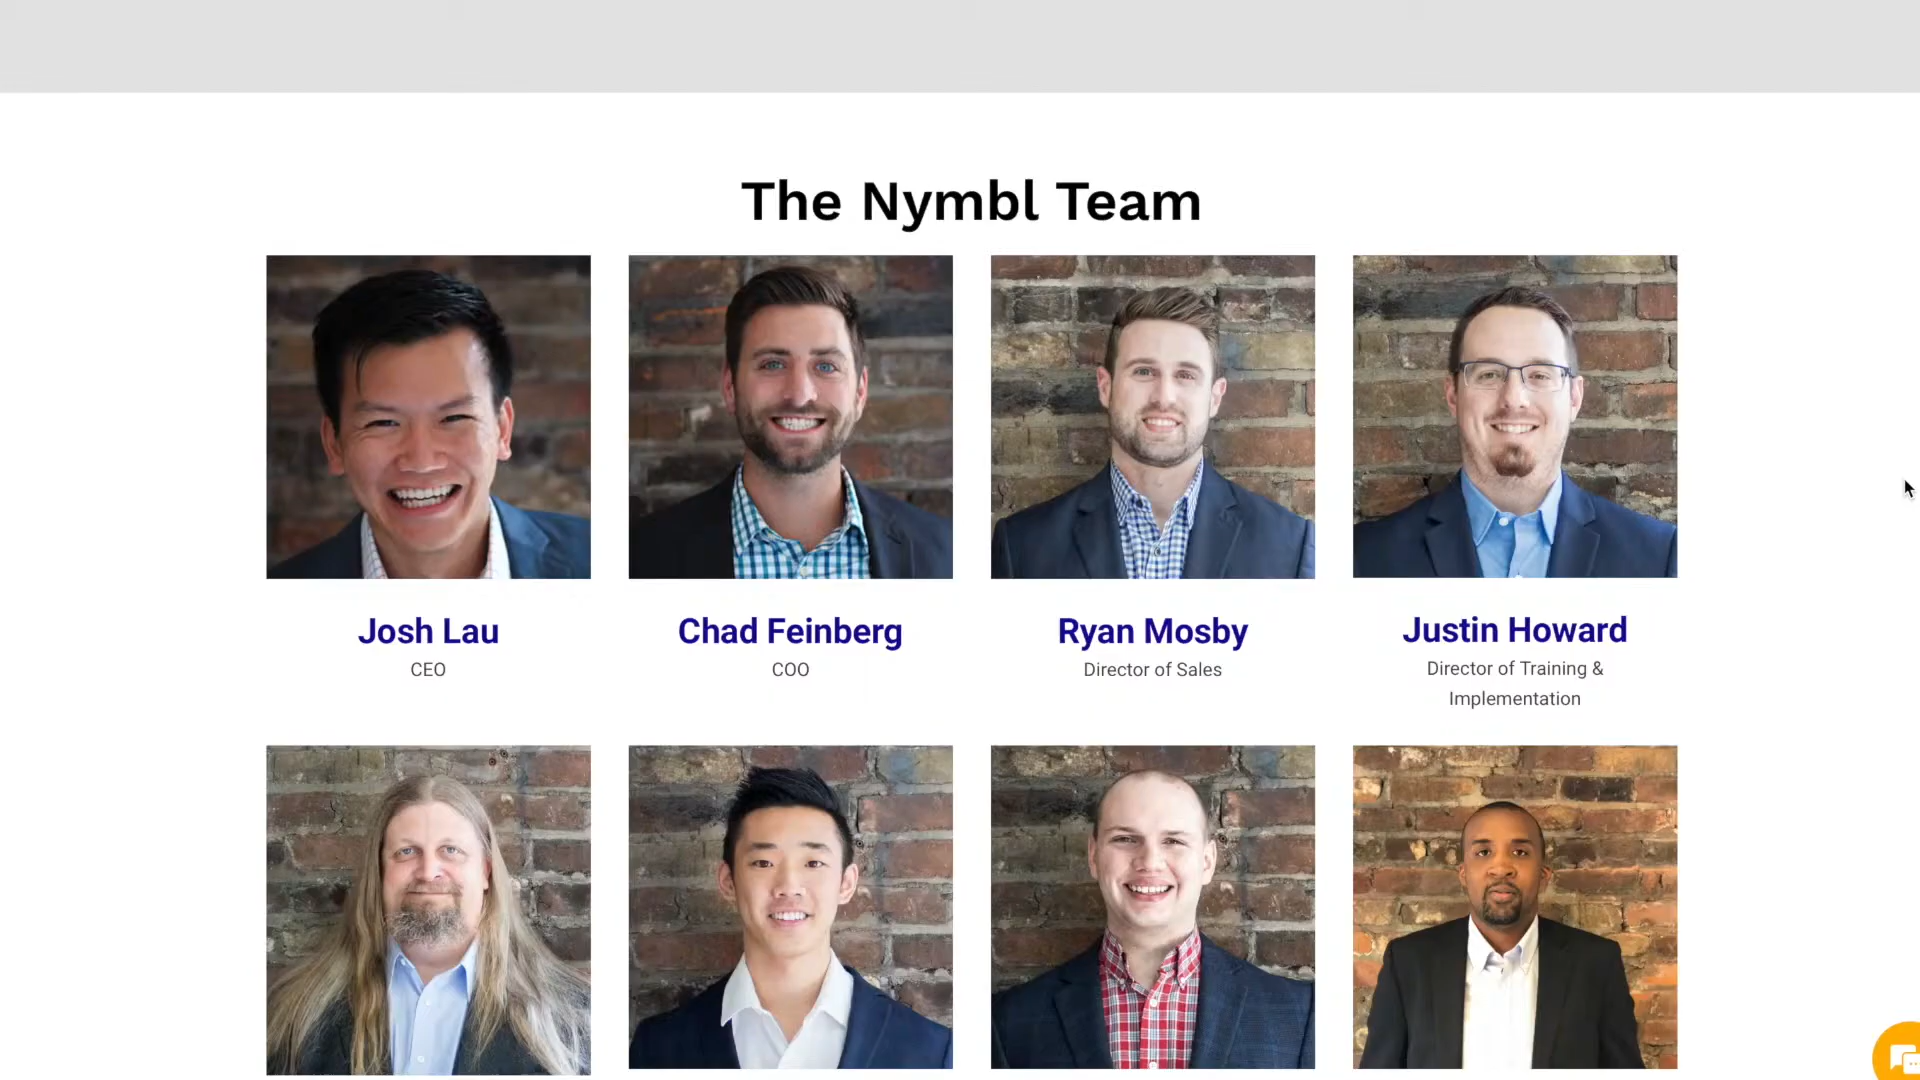 The Nymbl Team
Josh Lau
CEO
Chad Feinberg
COO
Ryan Mosby
Director of Sales
Justin Howard
Director of Training &
Implementation